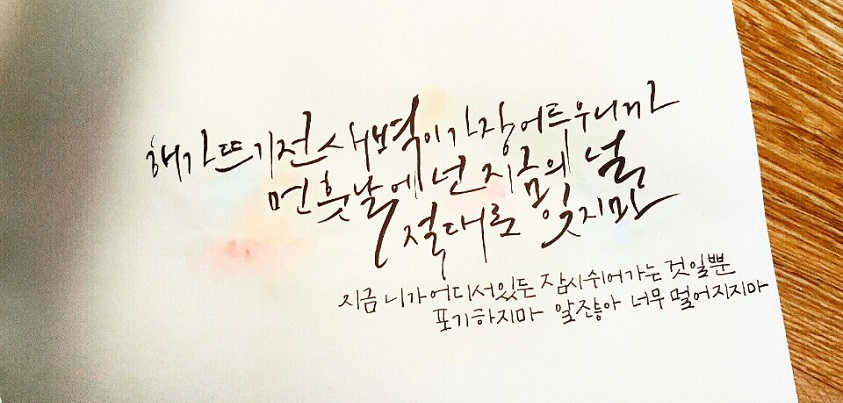 해가뜨기전새벽이가장어두우니까
먼훗날에 넌 지금의 널
절대로 잊지마
지금 니가 어디 서있든 잠시 쉬어가는 것일뿐
포기하지마 알잖아 너무 멀어지지마